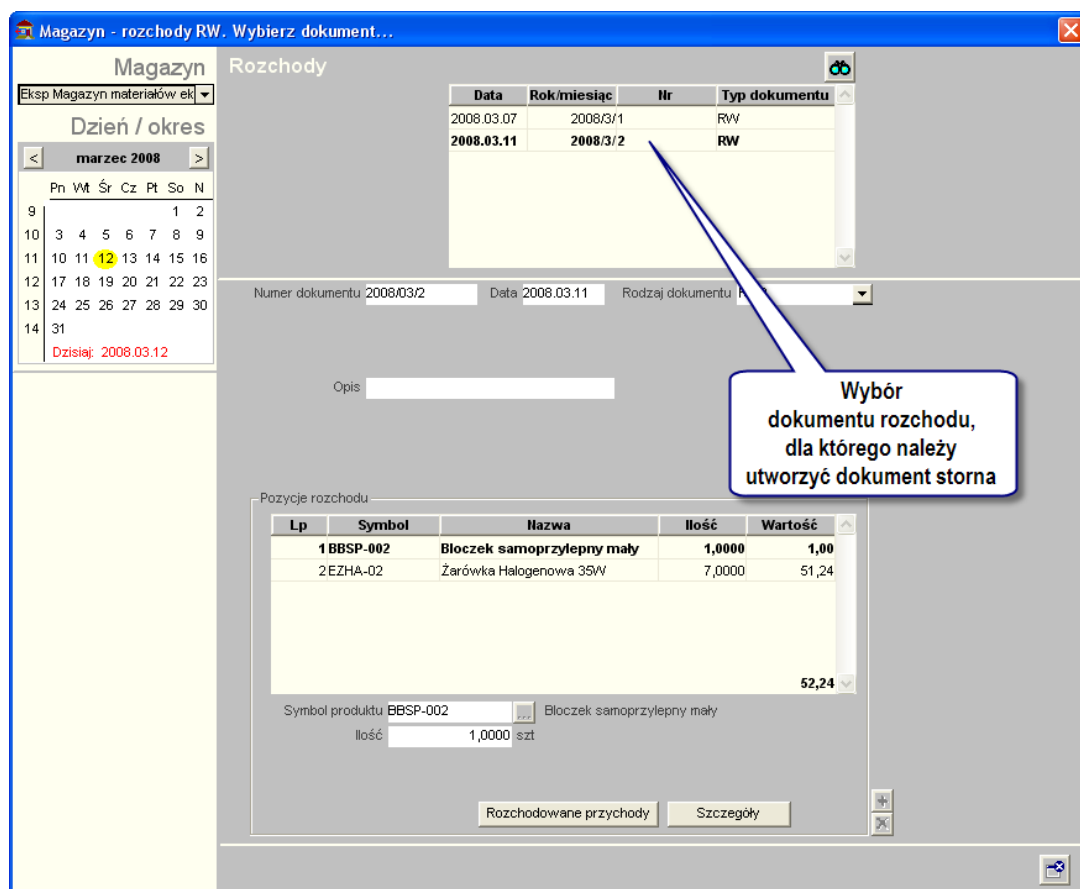 Magazyn - rozchody RW. Wybierz dokument...
Magazyn
Eksp Magazyn materiałów ek
Dzień / okres
< marzec 2008 >
Pn Wt Śr Cz Pt So N
9 1 2
10 3 4 5 6 7 8 9
11 10 11 12 13 14 15 16
12 17 18 19 20 21 22 23
13 24 25 26 27 28 29 30
14 31
Dzisiaj: 2008.03.12
Rozchody
Data Rok/miesiąc Nr Typ dokumentu
2008.03.07 2008/3/1 RW
2008.03.11 2008/3/2 RW
Numer dokumentu 2008/03/2 Data 2008.03.11 Rodzaj dokumentu
Opis
Wybór
dokumentu rozchodu,
dla którego należy
utworzyć dokument storna
Pozycje rozchodu
Lp Symbol Nazwa Ilość Wartość
1 BBSP-002 Bloczek samoprzylepny mały 1,0000 1,00
2 EZHA-02 Żarówka Halogenowa 35W 7,0000 51,24
52,24
Symbol produktu BBSP-002 ... Bloczek samoprzylepny mały
Ilość 1,0000 szt
Rozchodowane przychody Szczegóły